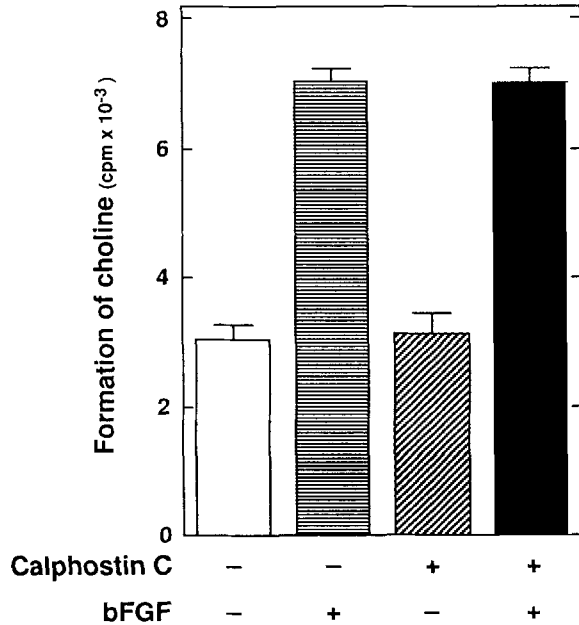 Formation of choline (cpm x 10-3)
8
6
4
2
0
Calphostin C – – + +
bFGF – + – +